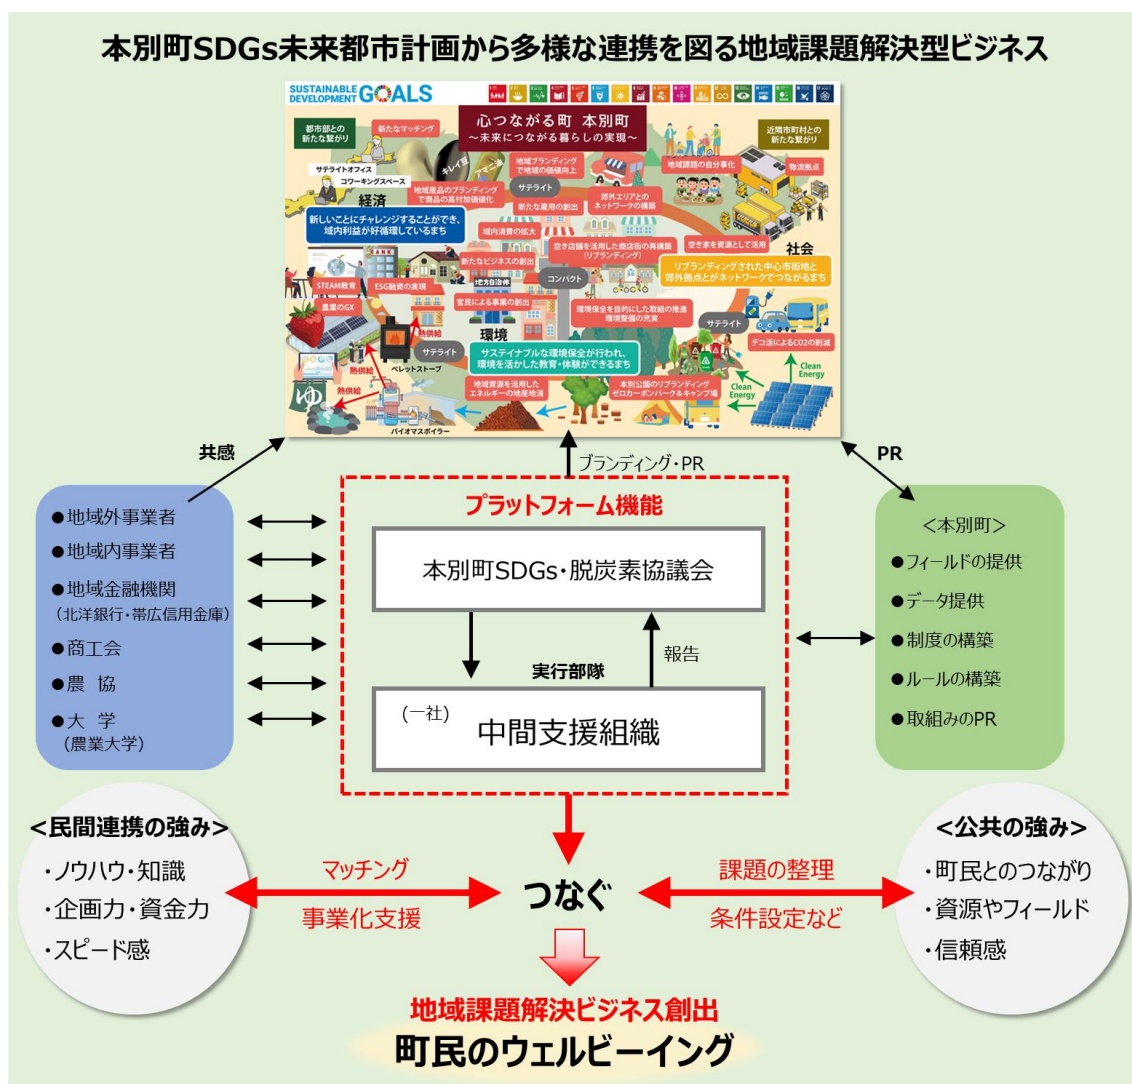 本別町SDGs未来都市計画から多様な連携を図る地域課題解決型ビジネス
SUSTAINABLE
DEVELOPMENT GOALS
心つながる町 本別町
～未来につながる暮らしの実現～
都市部との
新たな繋がり
新たなマッチング
キレイ豆
アマニ油
地域ブランディング
で地域の価値向上
地域課題の自分事化
近隣市町村との
新たな繋がり
物流拠点
サテライトオフィス
コワーキングスペース
経済
地域産品のブランディング
で商品の高付加価値化
サテライト
新たな雇用の創出
郊外エリアとの
ネットワークの構築
新しいことにチャレンジすることができ、
域内利益が好循環しているまち
域内消費の拡大
空き店舗を活用した商店街の再構築
(リブランディング)
空き家を資源として活用
社会
リブランディングされた中心市街地と
郊外拠点とがネットワークでつながるまち
BANK
新たなビジネスの創出
地方自治体
コンパクト
STEAM教育
ESG融資の実現
農業のGX
官民による事業の創出
環境保全を目的にした取組の推進
環境整備の充実
サテライト
熱供給
環境
デコ活によるCO2の削減
サテライト
サステイナブルな環境保全が行われ、
環境を活かした教育・体験ができるまち
ペレットストーブ
熱供給
熱供給
ゆ
地域資源を活用した
エネルギーの地産地消
本別公園のリブランディング
ゼロカーボンパーク＆キャンプ場
Clean
Energy
Clean
Energy
バイオマスボイラー
共感
ブランディング・PR
PR
●地域外事業者
●地域内事業者
●地域金融機関
（北洋銀行・帯広信用金庫）
●商工会
●農　協
●大　学
（農業大学）
プラットフォーム機能
本別町SDGs・脱炭素協議会
報告
実行部隊
(一社)
中間支援組織
＜本別町＞
●フィールドの提供
●データ提供
●制度の構築
●ルールの構築
●取組みのPR
<民間連携の強み>
・ノウハウ・知識
・企画力・資金力
・スピード感
マッチング
事業化支援
つなぐ
課題の整理
条件設定など
<公共の強み>
・町民とのつながり
・資源やフィールド
・信頼感
地域課題解決ビジネス創出
町民のウェルビーイング